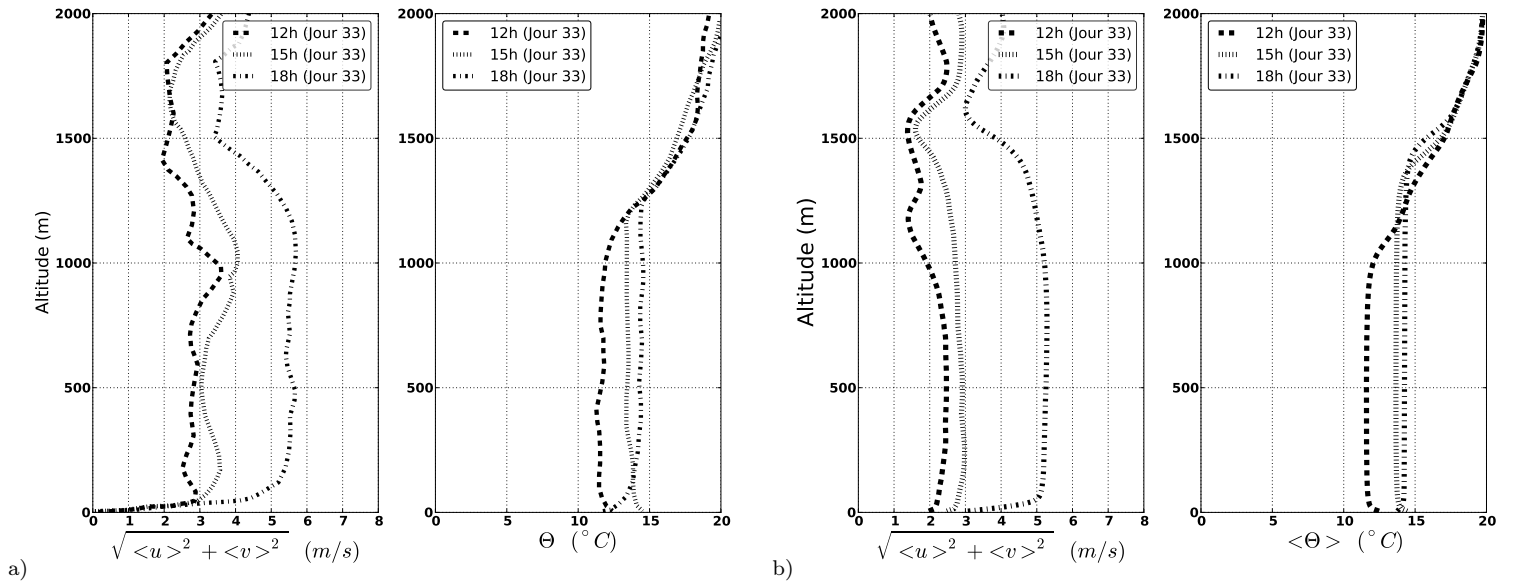 2000
1500
1000
500
0
Altitude (m)
12h (Jour 33)
15h (Jour 33)
18h (Jour 33)
0 1 2 3 4 5 6 7 8
√<u>² + <v>² (m/s)
2000
1500
1000
500
0
12h (Jour 33)
15h (Jour 33)
18h (Jour 33)
0 5 10 15 20
Θ (°C)
a)
2000
1500
1000
500
0
Altitude (m)
12h (Jour 33)
15h (Jour 33)
18h (Jour 33)
0 1 2 3 4 5 6 7 8
√<u>² + <v>² (m/s)
2000
1500
1000
500
0
12h (Jour 33)
15h (Jour 33)
18h (Jour 33)
0 5 10 15 20
<Θ> (°C)
b)